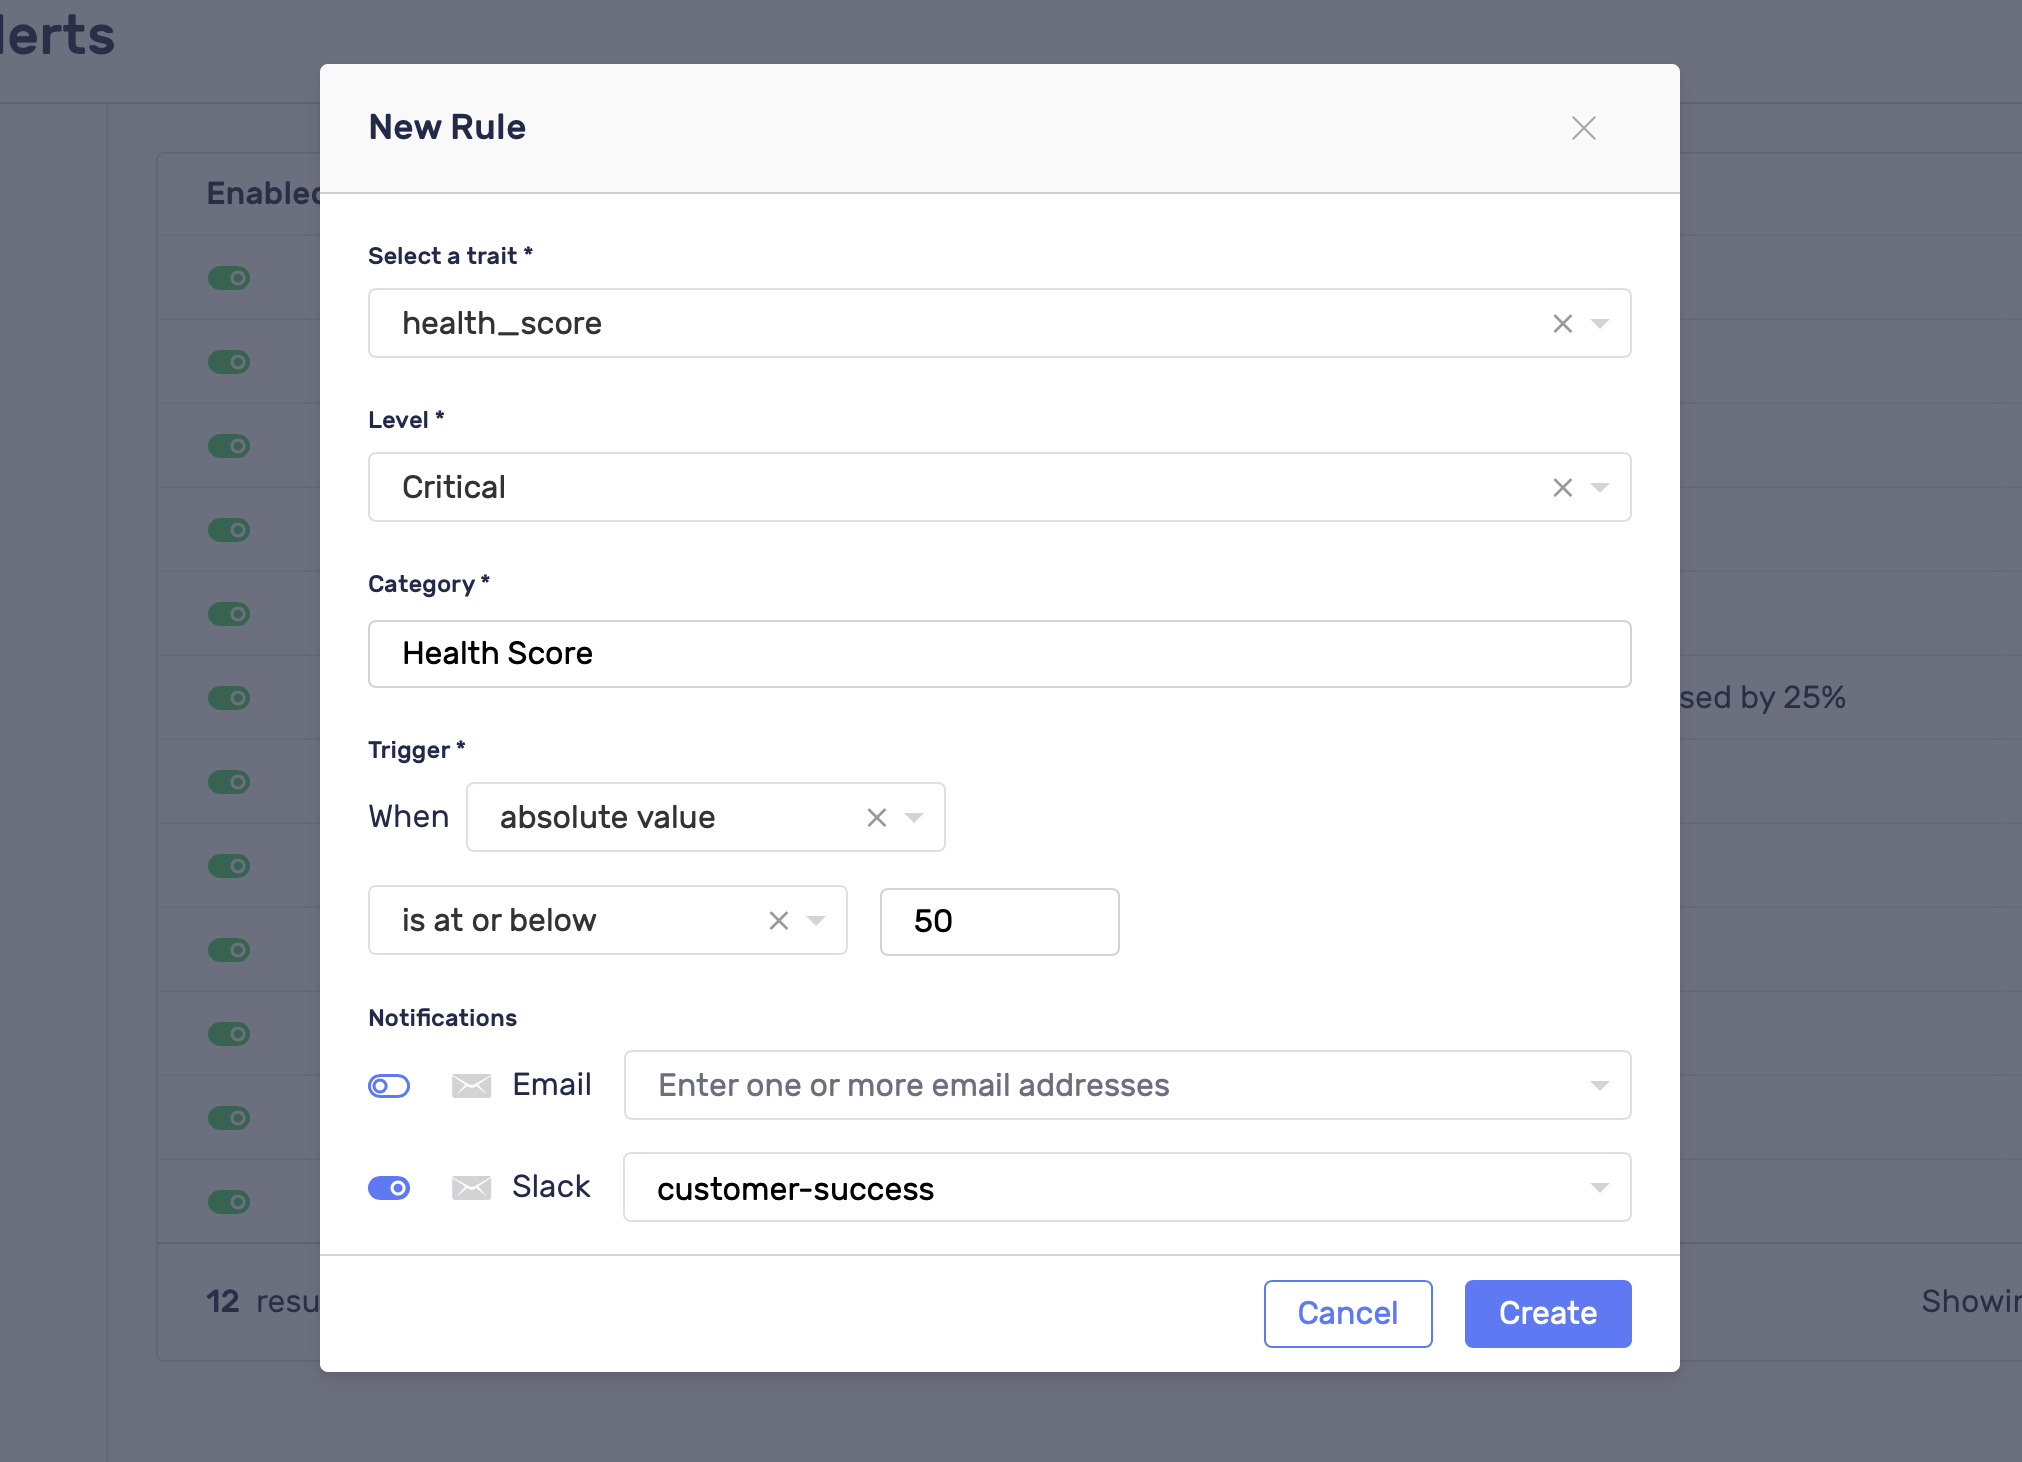 lerts
New Rule
Enabled
Select a trait *
health_score
Level *
Critical
Category *
Health Score
sed by 25%
Trigger *
When absolute value
is at or below 50
Notifications
Email Enter one or more email addresses
Slack customer-success
12 resu
Showin
Cancel Create